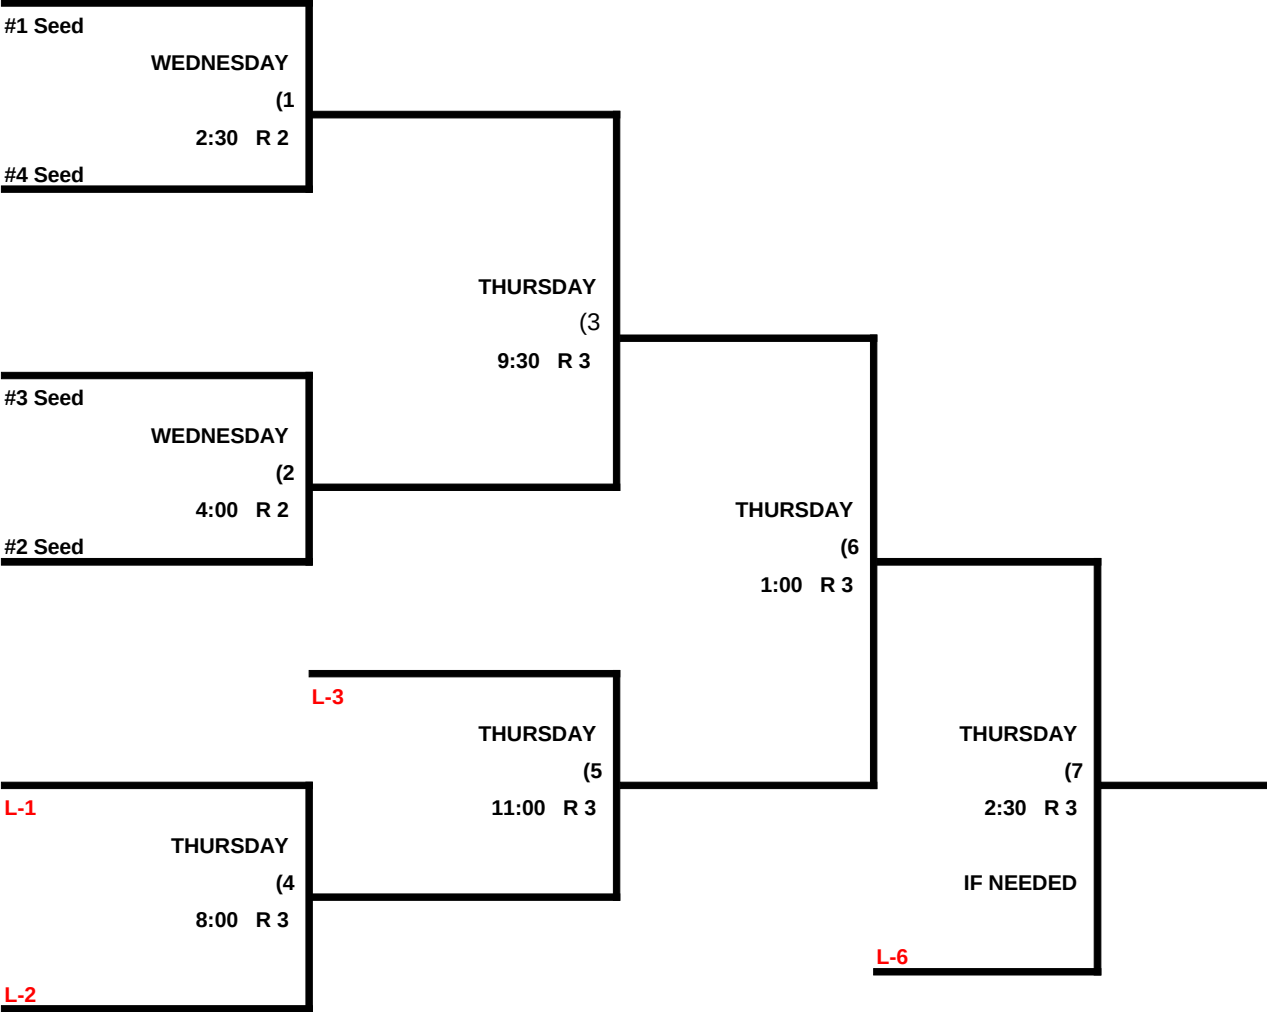 #1 Seed
WEDNESDAY
(1
2:30 R 2
#4 Seed
THURSDAY
(3
9:30 R 3
#3 Seed
WEDNESDAY
(2
4:00 R 2
#2 Seed
THURSDAY
(6
1:00 R 3
L-3
THURSDAY
(5
11:00 R 3
L-1
THURSDAY
(4
8:00 R 3
L-2
THURSDAY
(7
2:30 R 3
IF NEEDED
L-6